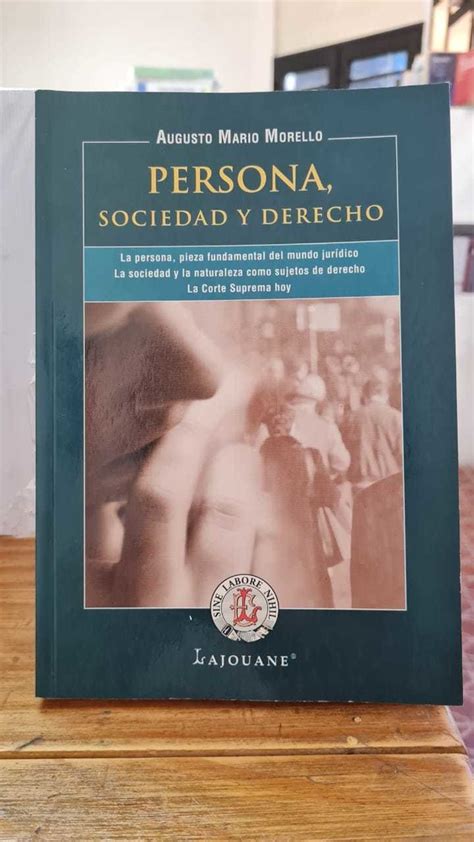 AUGUSTO MARIO MORELLO
PERSONA,
SOCIEDAD Y DERECHO
La persona, pieza fundamental del mundo jurídico
La sociedad y la naturaleza como sujetos de derecho
La Corte Suprema hoy
SINE LABORE NIHIL
LAJOUANE®